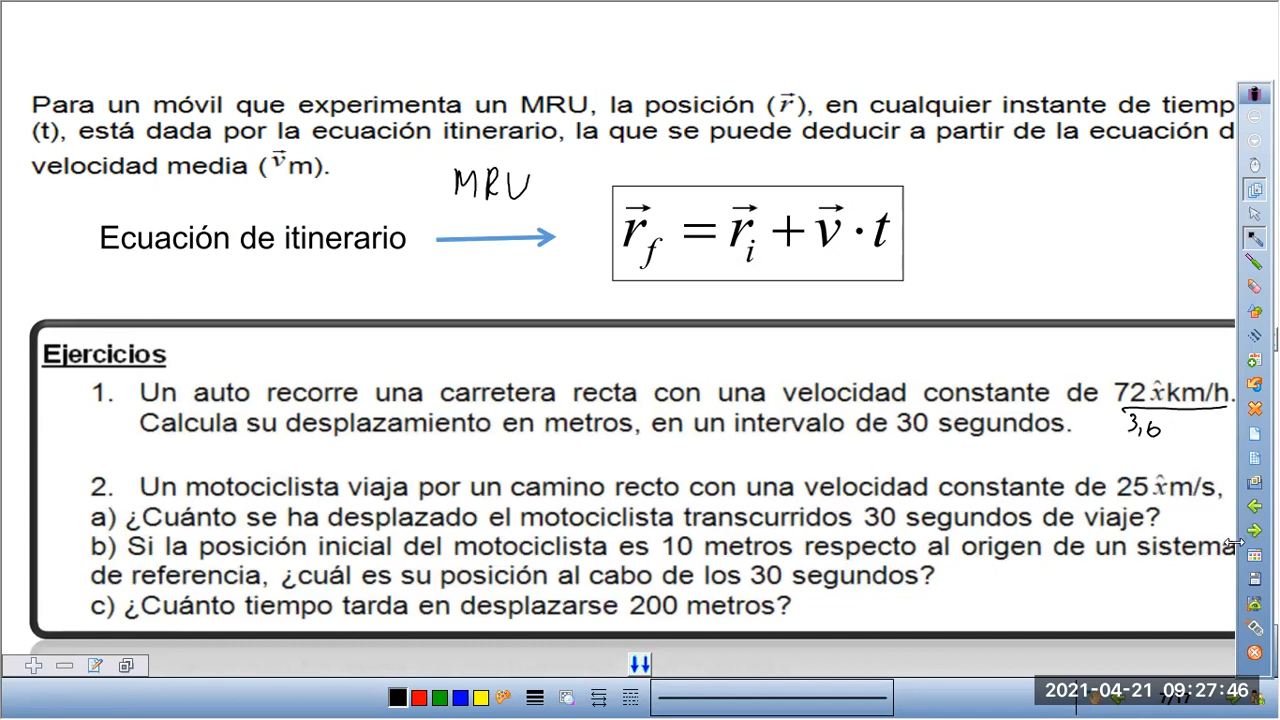 Para un móvil que experimenta un MRU, la posición (r⃗), en cualquier instante de tiemp
(t), está dada por la ecuación itinerario, la que se puede deducir a partir de la ecuación d
velocidad media (v⃗m).
MRU
Ecuación de itinerario
r⃗f = r⃗i + v⃗ · t
Ejercicios
1. Un auto recorre una carretera recta con una velocidad constante de 72 x̂ km/h.
Calcula su desplazamiento en metros, en un intervalo de 30 segundos.
3,6
2. Un motociclista viaja por un camino recto con una velocidad constante de 25 x̂ m/s,
a) ¿Cuánto se ha desplazado el motociclista transcurridos 30 segundos de viaje?
b) Si la posición inicial del motociclista es 10 metros respecto al origen de un sistema
de referencia, ¿cuál es su posición al cabo de los 30 segundos?
c) ¿Cuánto tiempo tarda en desplazarse 200 metros?
2021-04-21 09:27:46